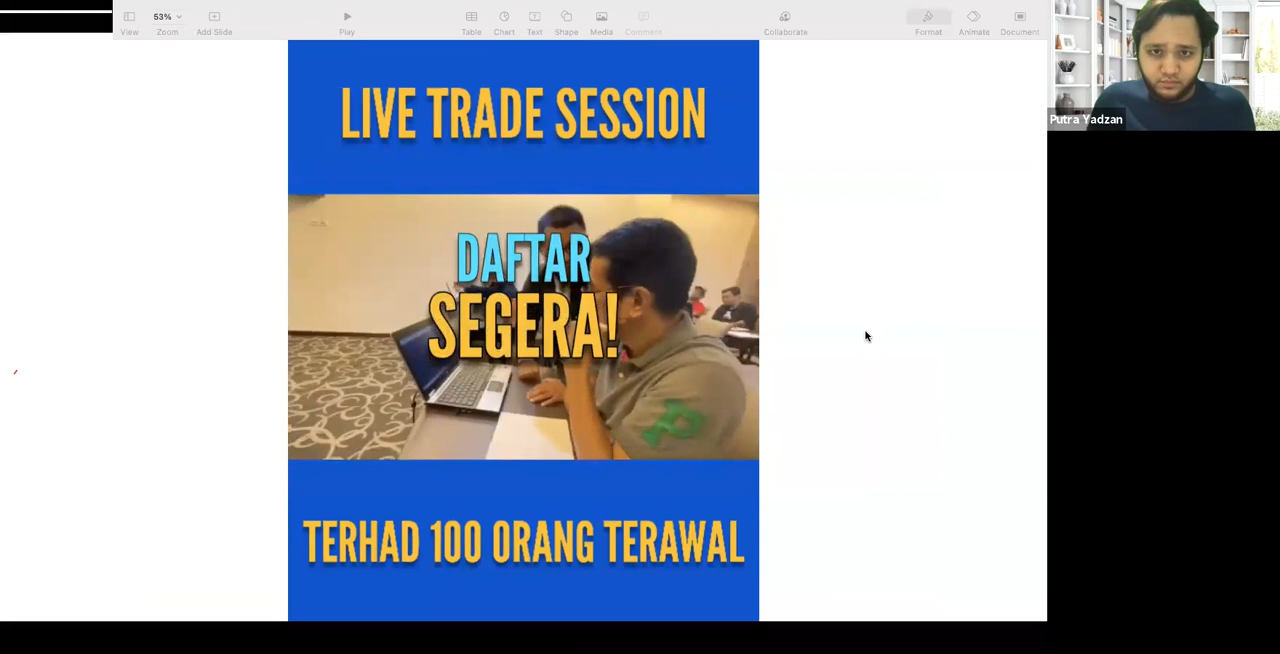 53%
View
Zoom
Add Slide
Play
Table
Chart
Text
Shape
Media
Comment
Collaborate
Format
Animate
Document
Putra Yadzan
LIVE TRADE SESSION
DAFTAR
SEGERA!
TERHAD 100 ORANG TERAWAL